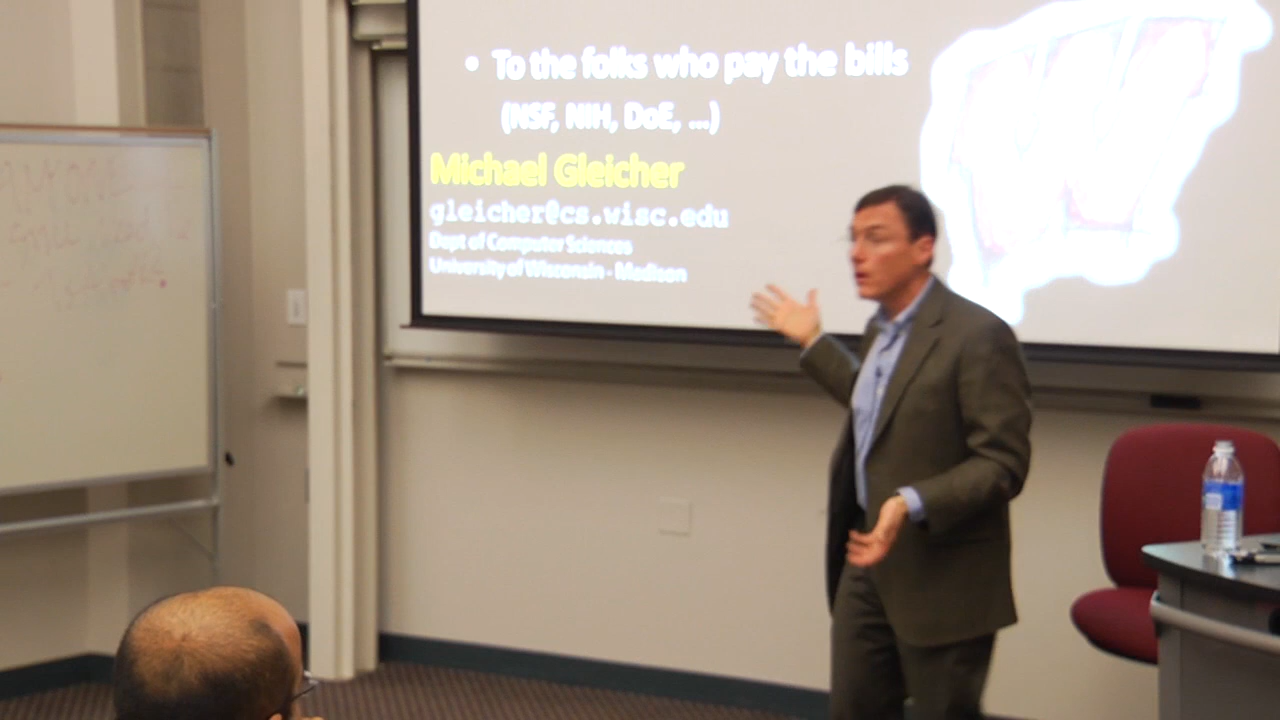 • To the folks who pay the bills
(NSF, NIH, DoE, ...)
Michael Gleicher
gleicher@cs.wisc.edu
Dept of Computer Sciences
University of Wisconsin - Madison